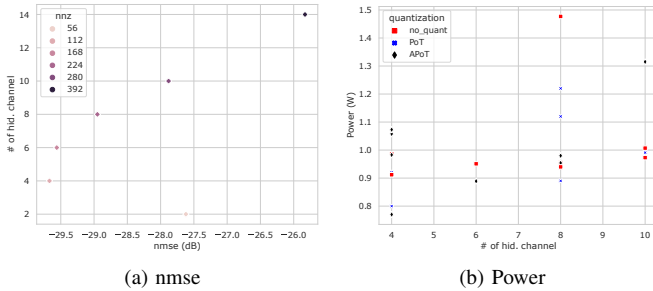 nnz
56
112
168
224
280
392
14
12
10
8
6
4
2
# of hid. channel
−29.5 −29.0 −28.5 −28.0 −27.5 −27.0 −26.5 −26.0
nmse (dB)
(a) nmse
quantization
no_quant
PoT
APoT
1.5
1.4
1.3
1.2
1.1
1.0
0.9
0.8
Power (W)
4 5 6 7 8 9 10
# of hid. channel
(b) Power